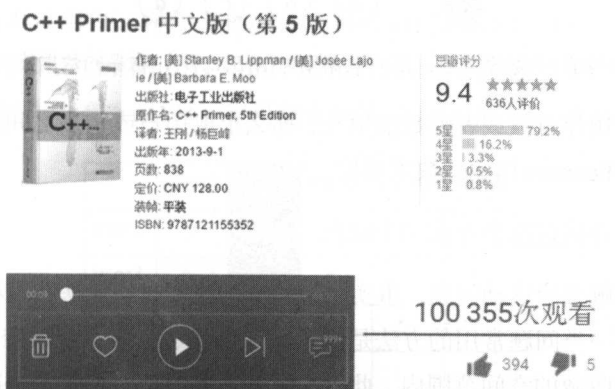 C++ Primer 中文版（第 5 版）
作者: [美] Stanley B. Lippman / [美] Josée Lajo
ie / [美] Barbara E. Moo
出版社: 电子工业出版社
原作名: C++ Primer, 5th Edition
译者: 王刚 / 杨巨峰
出版年: 2013-9-1
页数: 838
定价: CNY 128.00
装帧: 平装
ISBN: 9787121155352
C++
C++
豆瓣评分
9.4
636人评价
5星 79.2%
4星 16.2%
3星 3.3%
2星 0.5%
1星 0.8%
00:00
999+
100 355次观看
394
5